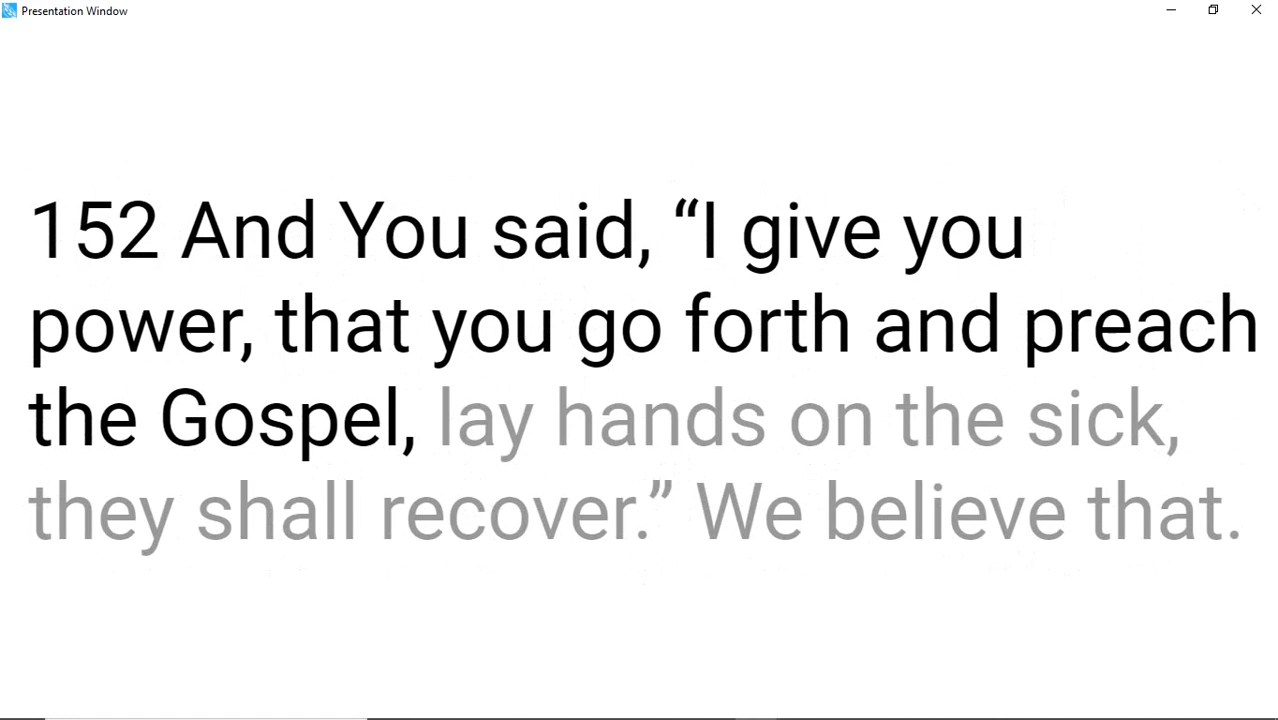 Presentation Window
152 And You said, “I give you
power, that you go forth and preach
the Gospel, lay hands on the sick,
they shall recover.” We believe that.